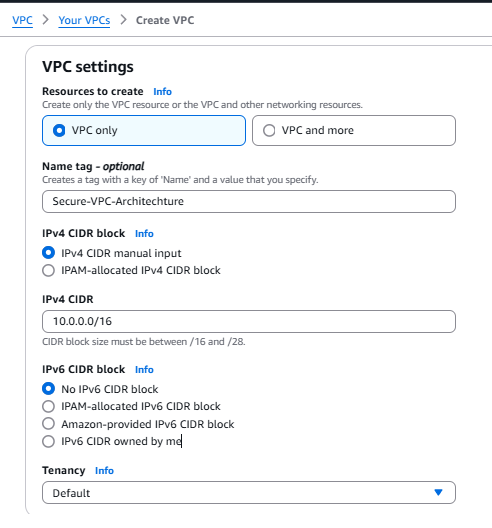 VPC > Your VPCs > Create VPC
VPC settings
Resources to create Info
Create only the VPC resource or the VPC and other networking resources.
VPC only VPC and more
Name tag - optional
Creates a tag with a key of 'Name' and a value that you specify.
Secure-VPC-Architechture
IPv4 CIDR block Info
IPv4 CIDR manual input
IPAM-allocated IPv4 CIDR block
IPv4 CIDR
10.0.0.0/16
CIDR block size must be between /16 and /28.
IPv6 CIDR block Info
No IPv6 CIDR block
IPAM-allocated IPv6 CIDR block
Amazon-provided IPv6 CIDR block
IPv6 CIDR owned by me
Tenancy Info
Default